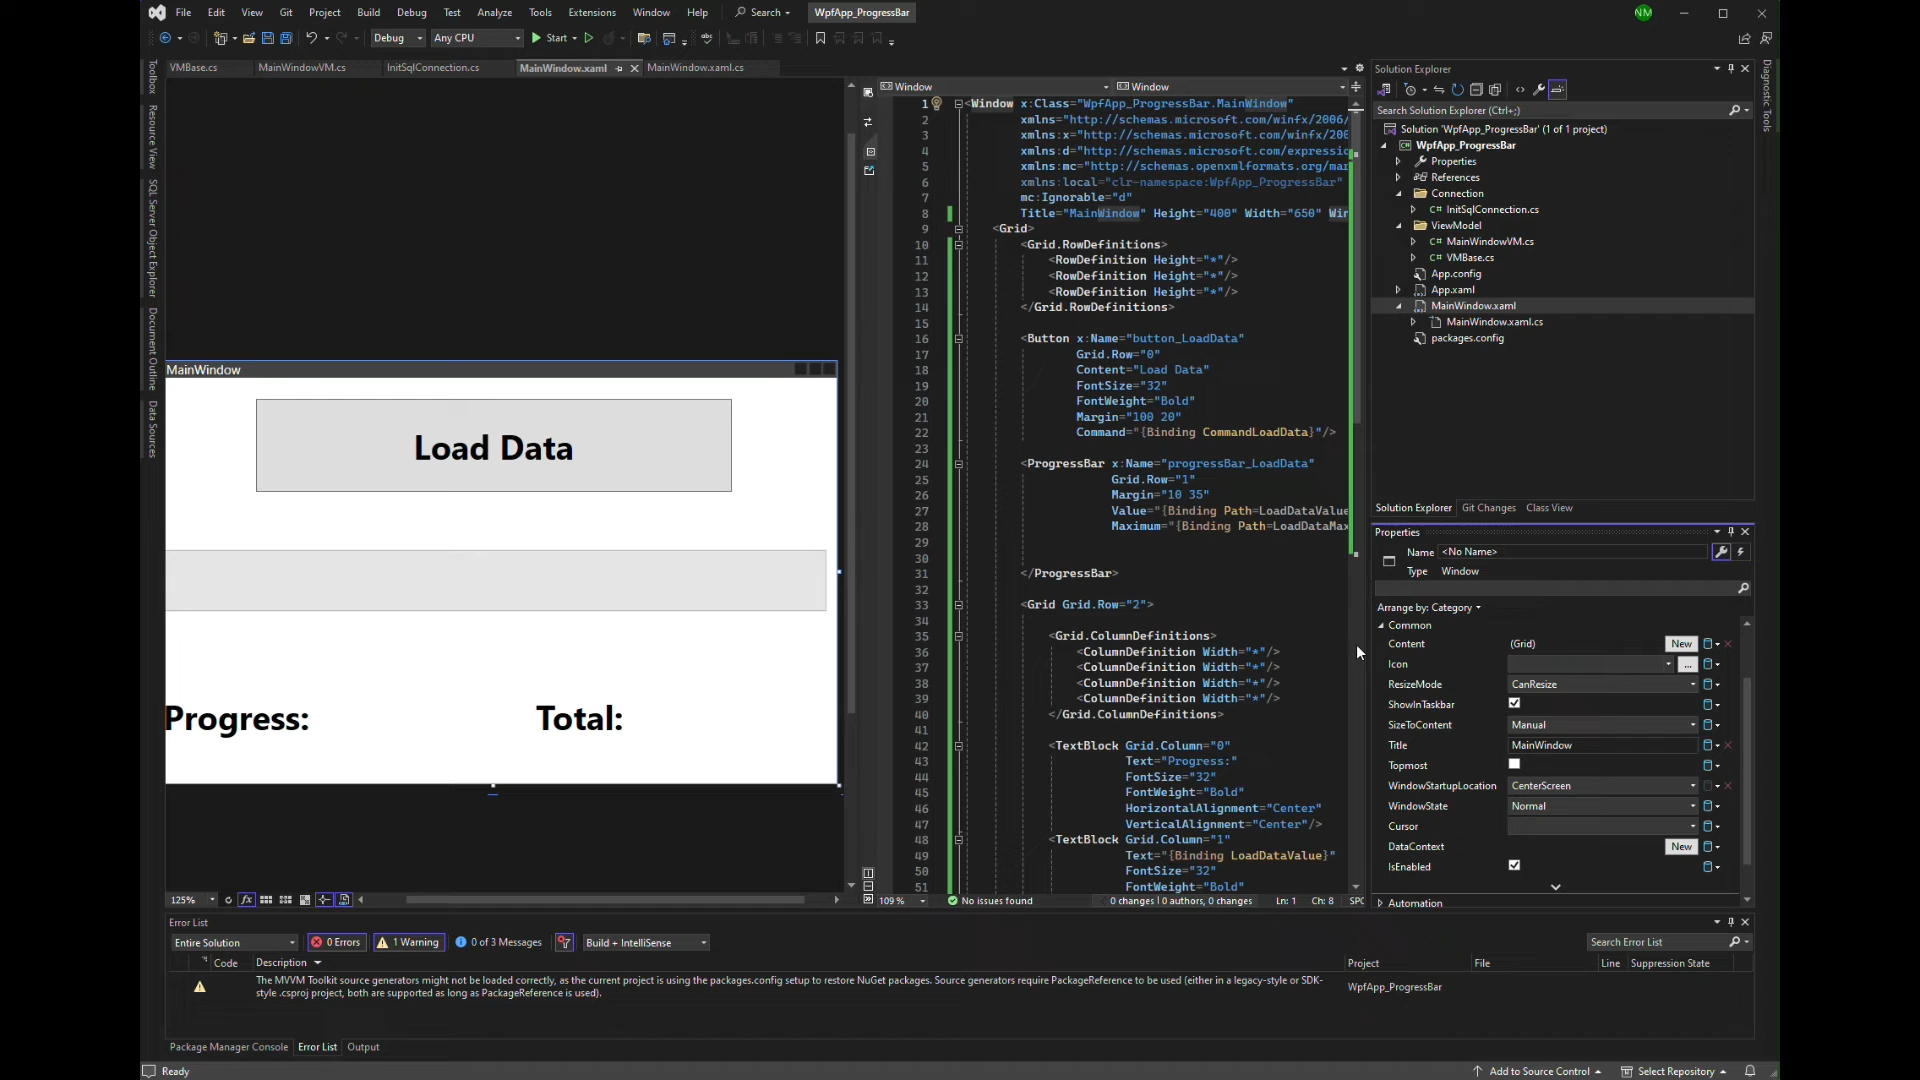 File Edit View Git Project Build Debug Test Analyze Tools Extensions Window Help Search WpfApp_ProgressBar NM
Debug Any CPU Start
VMBase.cs MainWindowVM.cs InitSqlConnection.cs MainWindow.xaml MainWindow.xaml.cs
Toolbox
Resource View
SQL Server Object Explorer
Document Outline
Data Sources
MainWindow
Load Data
Progress: Total:
125%
Window Window
1 <Window x:Class="WpfApp_ProgressBar.MainWindow"
2 xmlns="http://schemas.microsoft.com/winfx/2006/
3 xmlns:x="http://schemas.microsoft.com/winfx/200
4 xmlns:d="http://schemas.microsoft.com/expressio
5 xmlns:mc="http://schemas.openxmlformats.org/mar
6 xmlns:local="clr-namespace:WpfApp_ProgressBar"
7 mc:Ignorable="d"
8 Title="MainWindow" Height="400" Width="650" Win
9 <Grid>
10 <Grid.RowDefinitions>
11 <RowDefinition Height="*"/>
12 <RowDefinition Height="*"/>
13 <RowDefinition Height="*"/>
14 </Grid.RowDefinitions>
15
16 <Button x:Name="button_LoadData"
17 Grid.Row="0"
18 Content="Load Data"
19 FontSize="32"
20 FontWeight="Bold"
21 Margin="100 20"
22 Command="{Binding CommandLoadData}"/>
23
24 <ProgressBar x:Name="progressBar_LoadData"
25 Grid.Row="1"
26 Margin="10 35"
27 Value="{Binding Path=LoadDataValue
28 Maximum="{Binding Path=LoadDataMax
29
30
31 </ProgressBar>
32
33 <Grid Grid.Row="2">
34
35 <Grid.ColumnDefinitions>
36 <ColumnDefinition Width="*"/>
37 <ColumnDefinition Width="*"/>
38 <ColumnDefinition Width="*"/>
39 <ColumnDefinition Width="*"/>
40 </Grid.ColumnDefinitions>
41
42 <TextBlock Grid.Column="0"
43 Text="Progress:"
44 FontSize="32"
45 FontWeight="Bold"
46 HorizontalAlignment="Center"
47 VerticalAlignment="Center"/>
48 <TextBlock Grid.Column="1"
49 Text="{Binding LoadDataValue}"
50 FontSize="32"
51 FontWeight="Bold"
109 % No issues found 0 changes | 0 authors, 0 changes Ln: 1 Ch: 8 SPC
Solution Explorer
Search Solution Explorer (Ctrl+;)
Solution 'WpfApp_ProgressBar' (1 of 1 project)
WpfApp_ProgressBar
Properties
References
Connection
C# InitSqlConnection.cs
ViewModel
C# MainWindowVM.cs
C# VMBase.cs
App.config
App.xaml
MainWindow.xaml
MainWindow.xaml.cs
packages.config
Solution Explorer Git Changes Class View
Diagnostic Tools
Properties
Name <No Name>
Type Window
Arrange by: Category
Common
Content (Grid) New
Icon ...
ResizeMode CanResize
ShowInTaskbar
SizeToContent Manual
Title MainWindow
Topmost
WindowStartupLocation CenterScreen
WindowState Normal
Cursor
DataContext New
IsEnabled
Automation
Error List
Entire Solution 0 Errors 1 Warning 0 of 3 Messages Build + IntelliSense Search Error List
Code Description Project File Line Suppression State
The MVVM Toolkit source generators might not be loaded correctly, as the current project is using the packages.config setup to restore NuGet packages. Source generators require PackageReference to be used (either in a legacy-style or SDK-
style .csproj project, both are supported as long as PackageReference is used). WpfApp_ProgressBar
Package Manager Console Error List Output
Ready Add to Source Control Select Repository